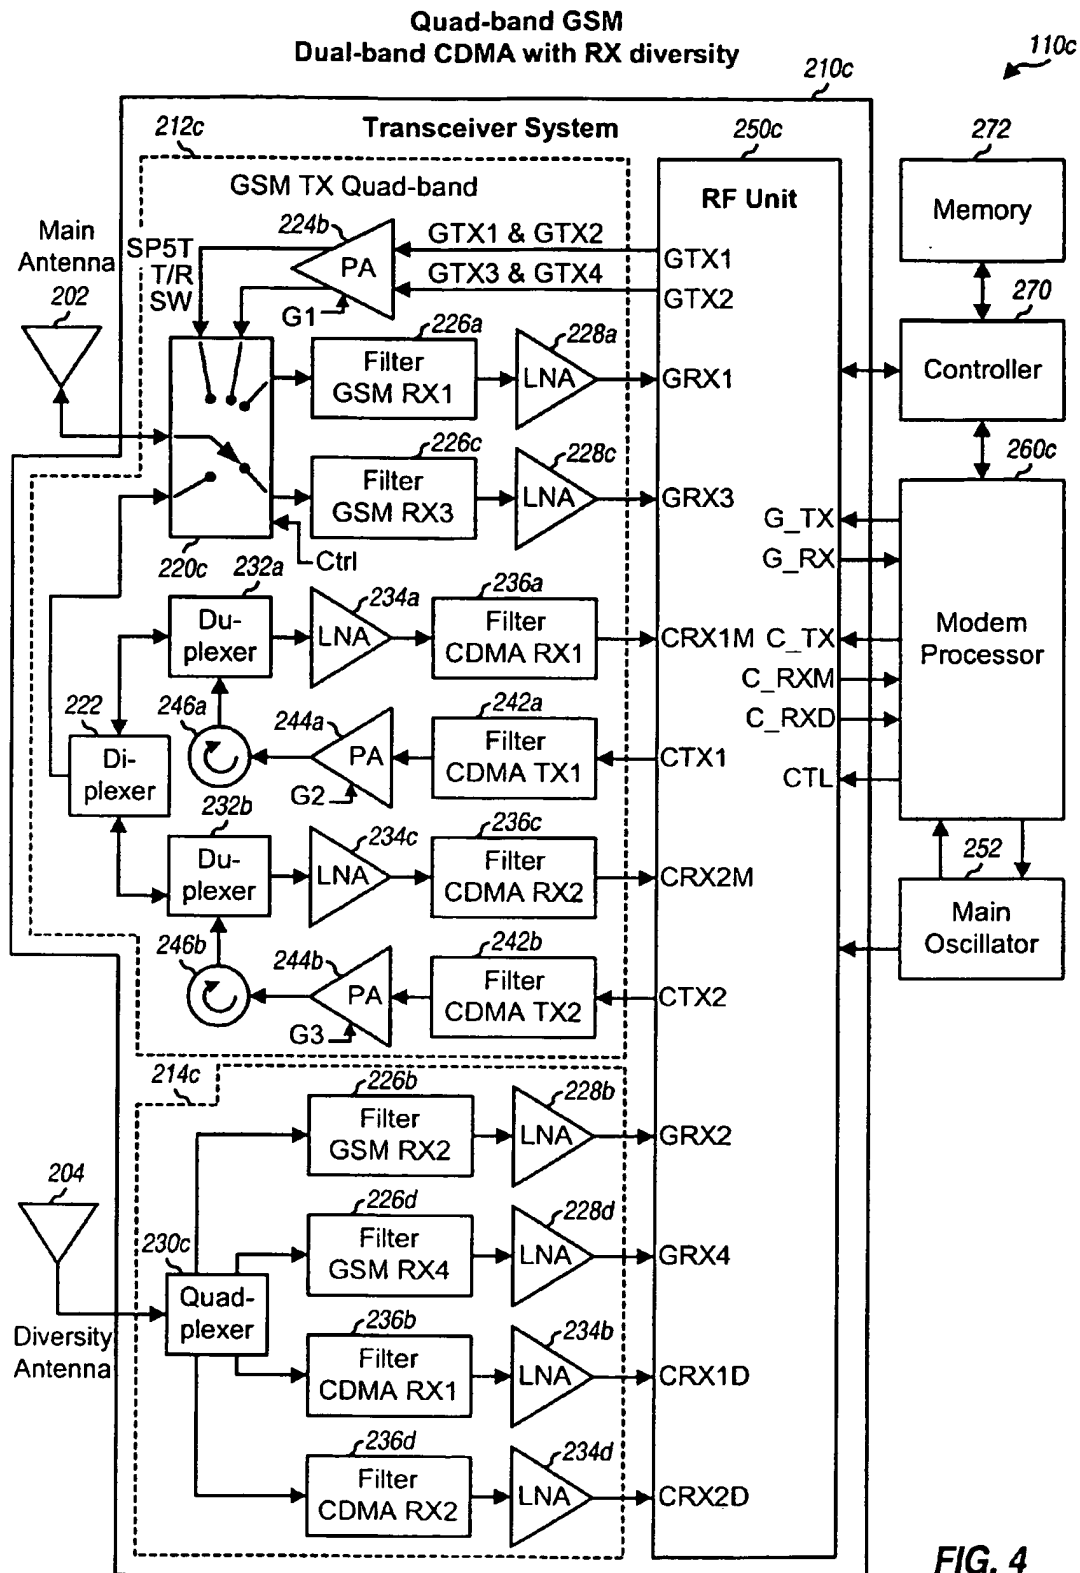 Quad-band GSM
Dual-band CDMA with RX diversity
110c
210c
Transceiver System
212c
250c
272
GSM TX Quad-band
RF Unit
Memory
224b
Main
Antenna
202
SP5T
T/R
SW
PA
GTX1 & GTX2
GTX1
GTX3 & GTX4
GTX2
G1
270
226a
228a
Filter
GSM RX1
LNA
GRX1
Controller
226c
228c
260c
Filter
GSM RX3
LNA
GRX3
G_TX
G_RX
Ctrl
220c
232a
234a
236a
Du-
plexer
LNA
Filter
CDMA RX1
CRX1M
C_TX
Modem
Processor
C_RXM
C_RXD
222
246a
244a
242a
Di-
plexer
PA
Filter
CDMA TX1
CTX1
CTL
G2
232b
234c
236c
252
Du-
plexer
LNA
Filter
CDMA RX2
CRX2M
Main
Oscillator
246b
244b
242b
PA
Filter
CDMA TX2
CTX2
G3
214c
226b
228b
Filter
GSM RX2
LNA
GRX2
204
226d
228d
230c
Filter
GSM RX4
LNA
GRX4
Quad-
plexer
Diversity
Antenna
236b
234b
Filter
CDMA RX1
LNA
CRX1D
236d
234d
Filter
CDMA RX2
LNA
CRX2D
FIG. 4